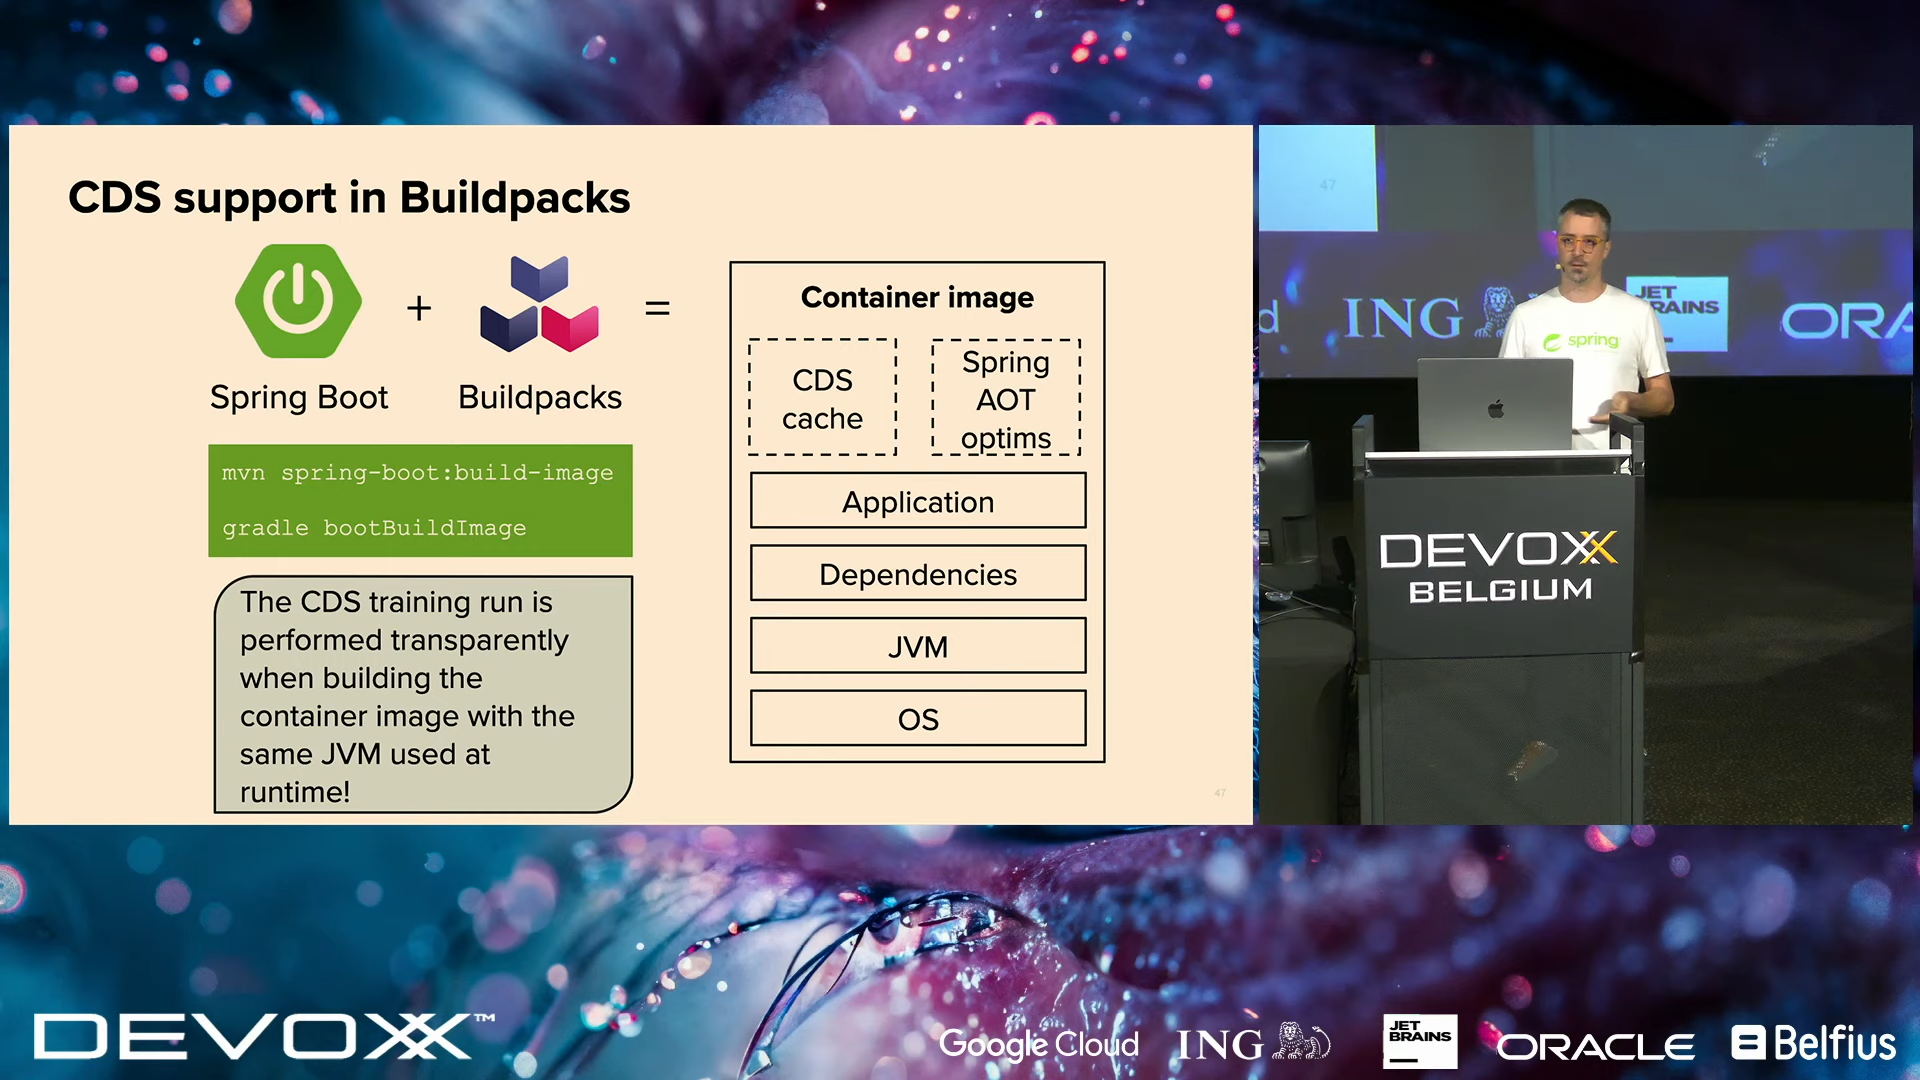 CDS support in Buildpacks
+
=
Spring Boot
Buildpacks
mvn spring-boot:build-image
gradle bootBuildImage
The CDS training run is
performed transparently
when building the
container image with the
same JVM used at
runtime!
Container image
CDS
cache
Spring
AOT
optims
Application
Dependencies
JVM
OS
47
47
d
ING
JET
BRAINS
ORA
spring
DEVOXX
BELGIUM
DEVOXX™
Google Cloud
ING
JET
BRAINS
ORACLE
Belfius